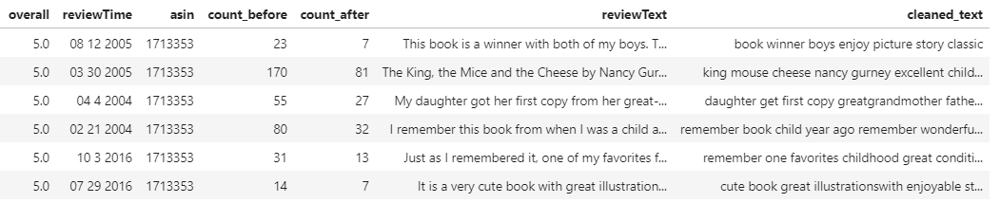 overall reviewTime asin count_before count_after reviewText cleaned_text
5.0 08 12 2005 1713353 23 7 This book is a winner with both of my boys. T... book winner boys enjoy picture story classic
5.0 03 30 2005 1713353 170 81 The King, the Mice and the Cheese by Nancy Gur... king mouse cheese nancy gurney excellent child...
5.0 04 4 2004 1713353 55 27 My daughter got her first copy from her great-... daughter get first copy greatgrandmother fathe...
5.0 02 21 2004 1713353 80 32 I remember this book from when I was a child a... remember book child year ago remember wonderfu...
5.0 10 3 2016 1713353 31 13 Just as I remembered it, one of my favorites f... remember one favorites childhood great conditi...
5.0 07 29 2016 1713353 14 7 It is a very cute book with great illustration... cute book great illustrationswith enjoyable st...